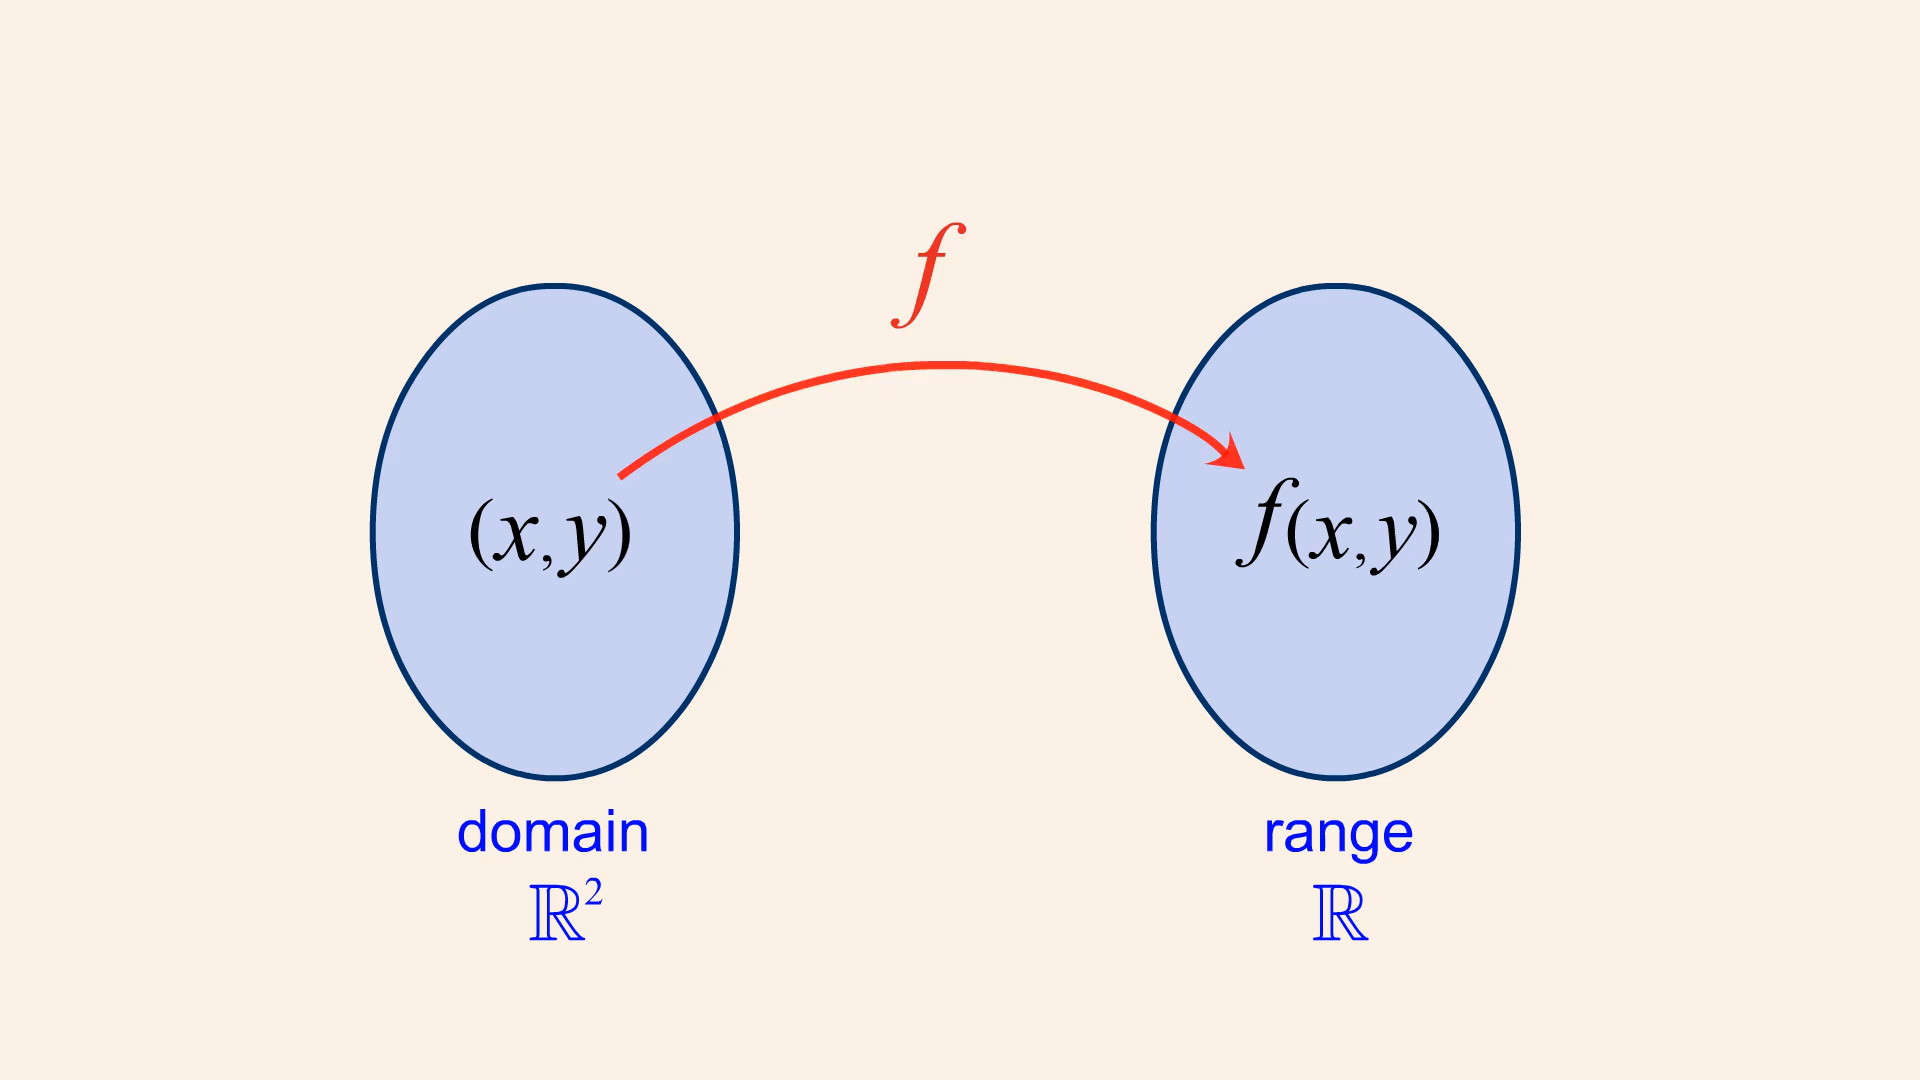 f
(x,y)
f(x,y)
domain
range
ℝ²
ℝ